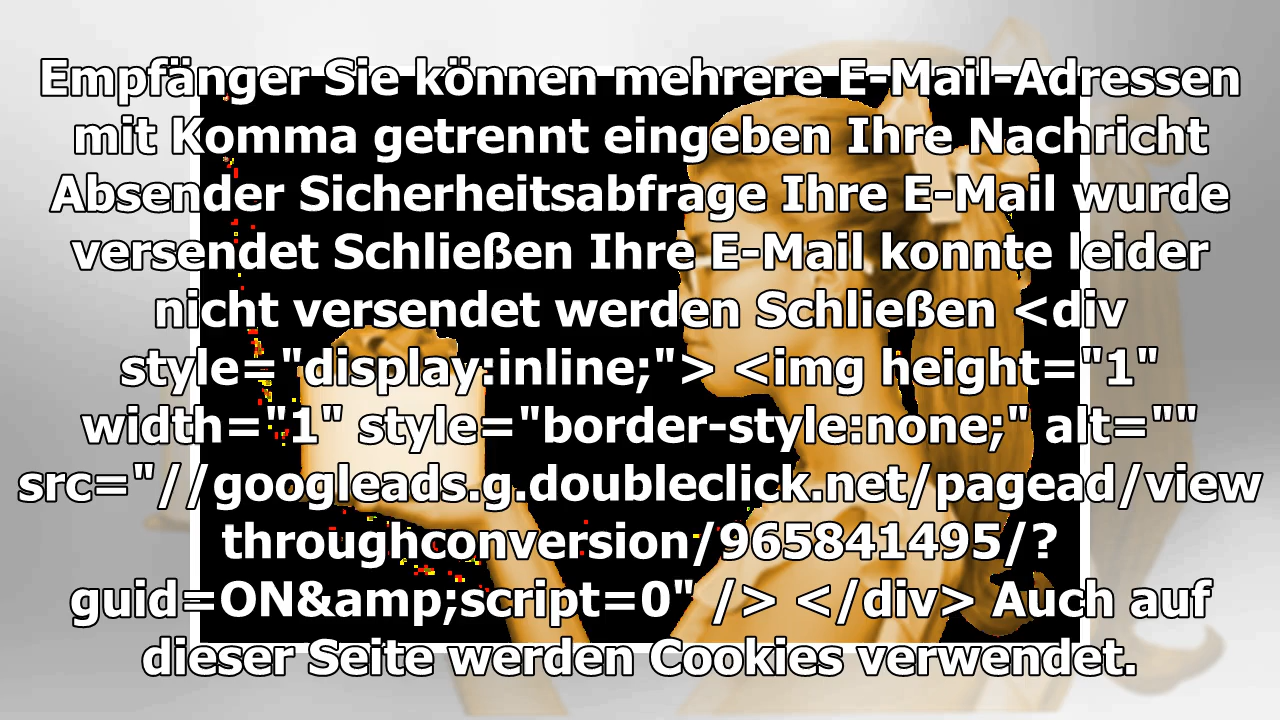 Empfänger Sie können mehrere E-Mail-Adressen
mit Komma getrennt eingeben Ihre Nachricht
Absender Sicherheitsabfrage Ihre E-Mail wurde
versendet Schließen Ihre E-Mail konnte leider
nicht versendet werden Schließen <div
style="display:inline;"> <img height="1"
width="1" style="border-style:none;" alt=""
src="//googleads.g.doubleclick.net/pagead/view
throughconversion/965841495/?
guid=ON&amp;script=0" /> </div> Auch auf
dieser Seite werden Cookies verwendet.